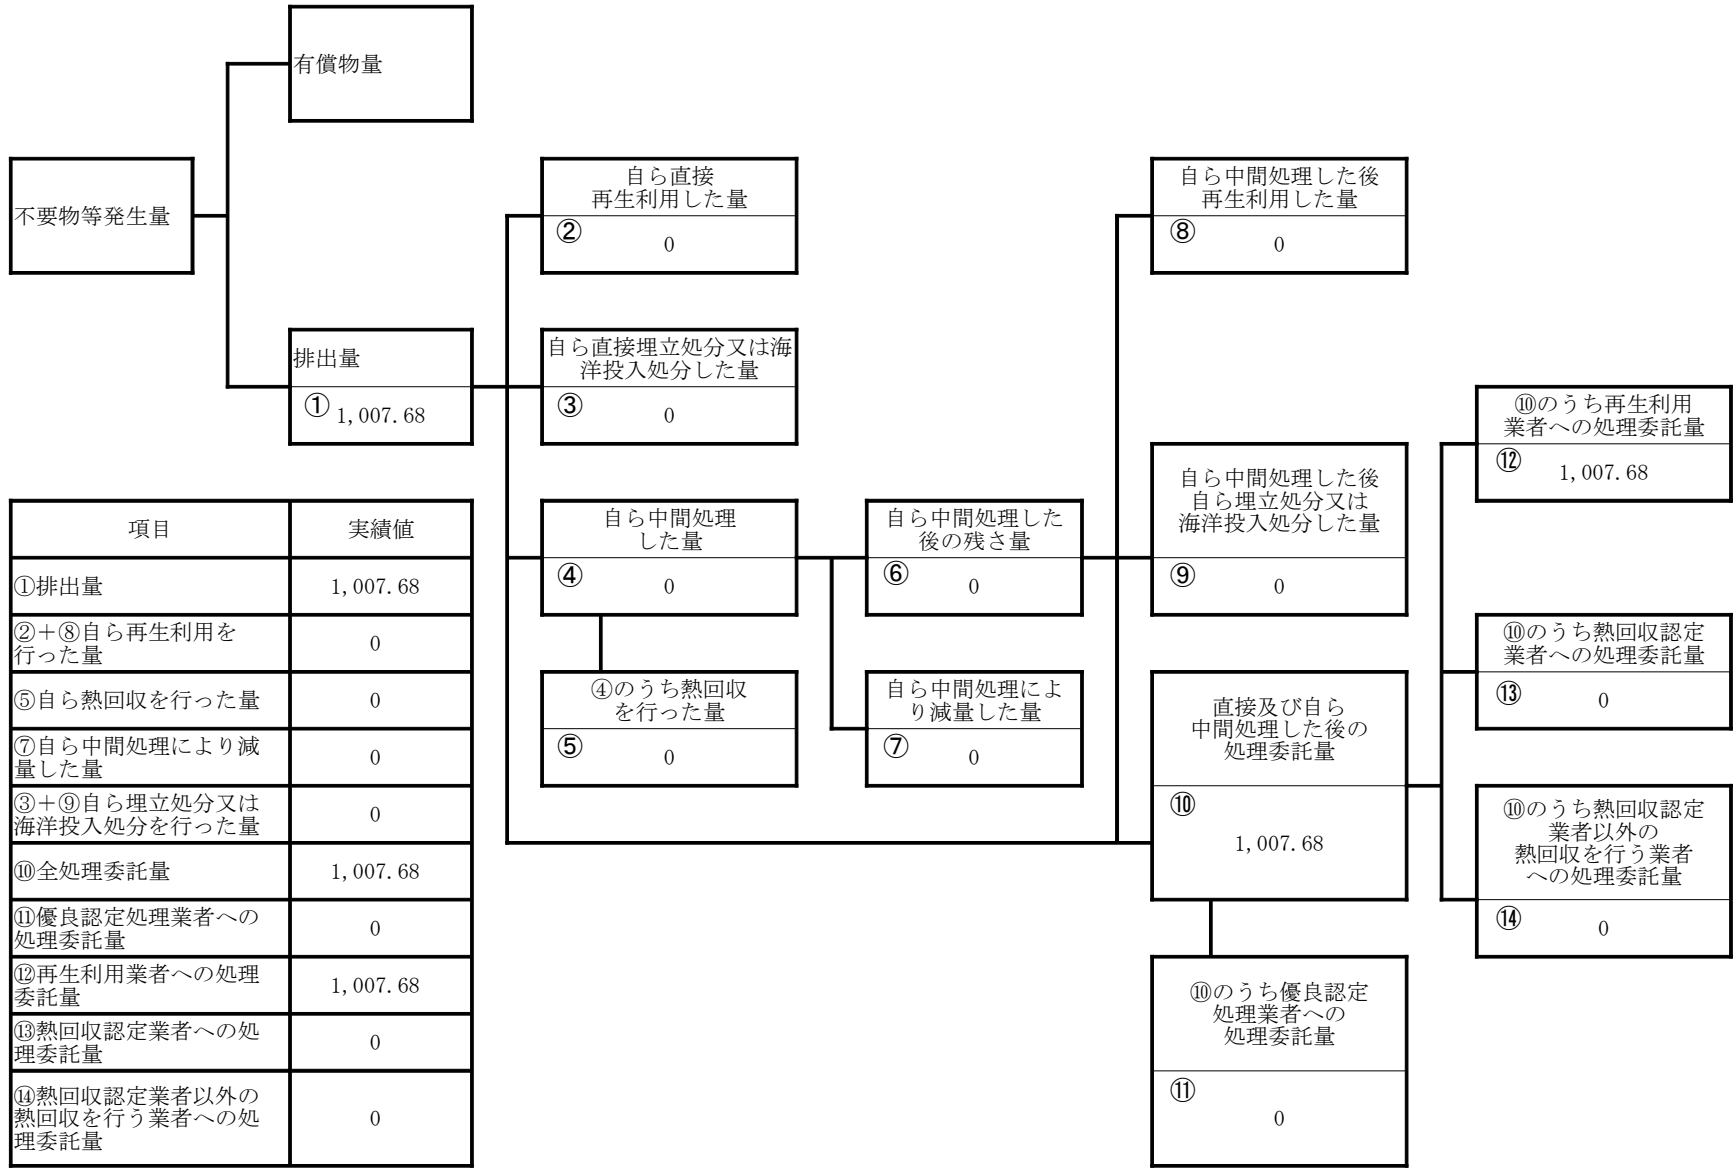 有償物量
不要物等発生量
自ら直接
再生利用した量
②
0
自ら中間処理した後
再生利用した量
⑧
0
排出量
①
1,007.68
自ら直接埋立処分又は海
洋投入処分した量
③
0
⑩のうち再生利用
業者への処理委託量
⑫
1,007.68
自ら中間処理した後
自ら埋立処分又は
海洋投入処分した量
⑨
0
自ら中間処理
した量
④
0
自ら中間処理した
後の残さ量
⑥
0
④のうち熱回収
を行った量
⑤
0
自ら中間処理によ
り減量した量
⑦
0
直接及び自ら
中間処理した後の
処理委託量
⑩
1,007.68
⑩のうち熱回収認定
業者への処理委託量
⑬
0
⑩のうち熱回収認定
業者以外の
熱回収を行う業者
への処理委託量
⑭
0
⑩のうち優良認定
処理業者への
処理委託量
⑪
0
項目
実績値
①排出量
1,007.68
②＋⑧自ら再生利用を
行った量
0
⑤自ら熱回収を行った量
0
⑦自ら中間処理により減
量した量
0
③＋⑨自ら埋立処分又は
海洋投入処分を行った量
0
⑩全処理委託量
1,007.68
⑪優良認定処理業者への
処理委託量
0
⑫再生利用業者への処理
委託量
1,007.68
⑬熱回収認定業者への処
理委託量
0
⑭熱回収認定業者以外の
熱回収を行う業者への処
理委託量
0